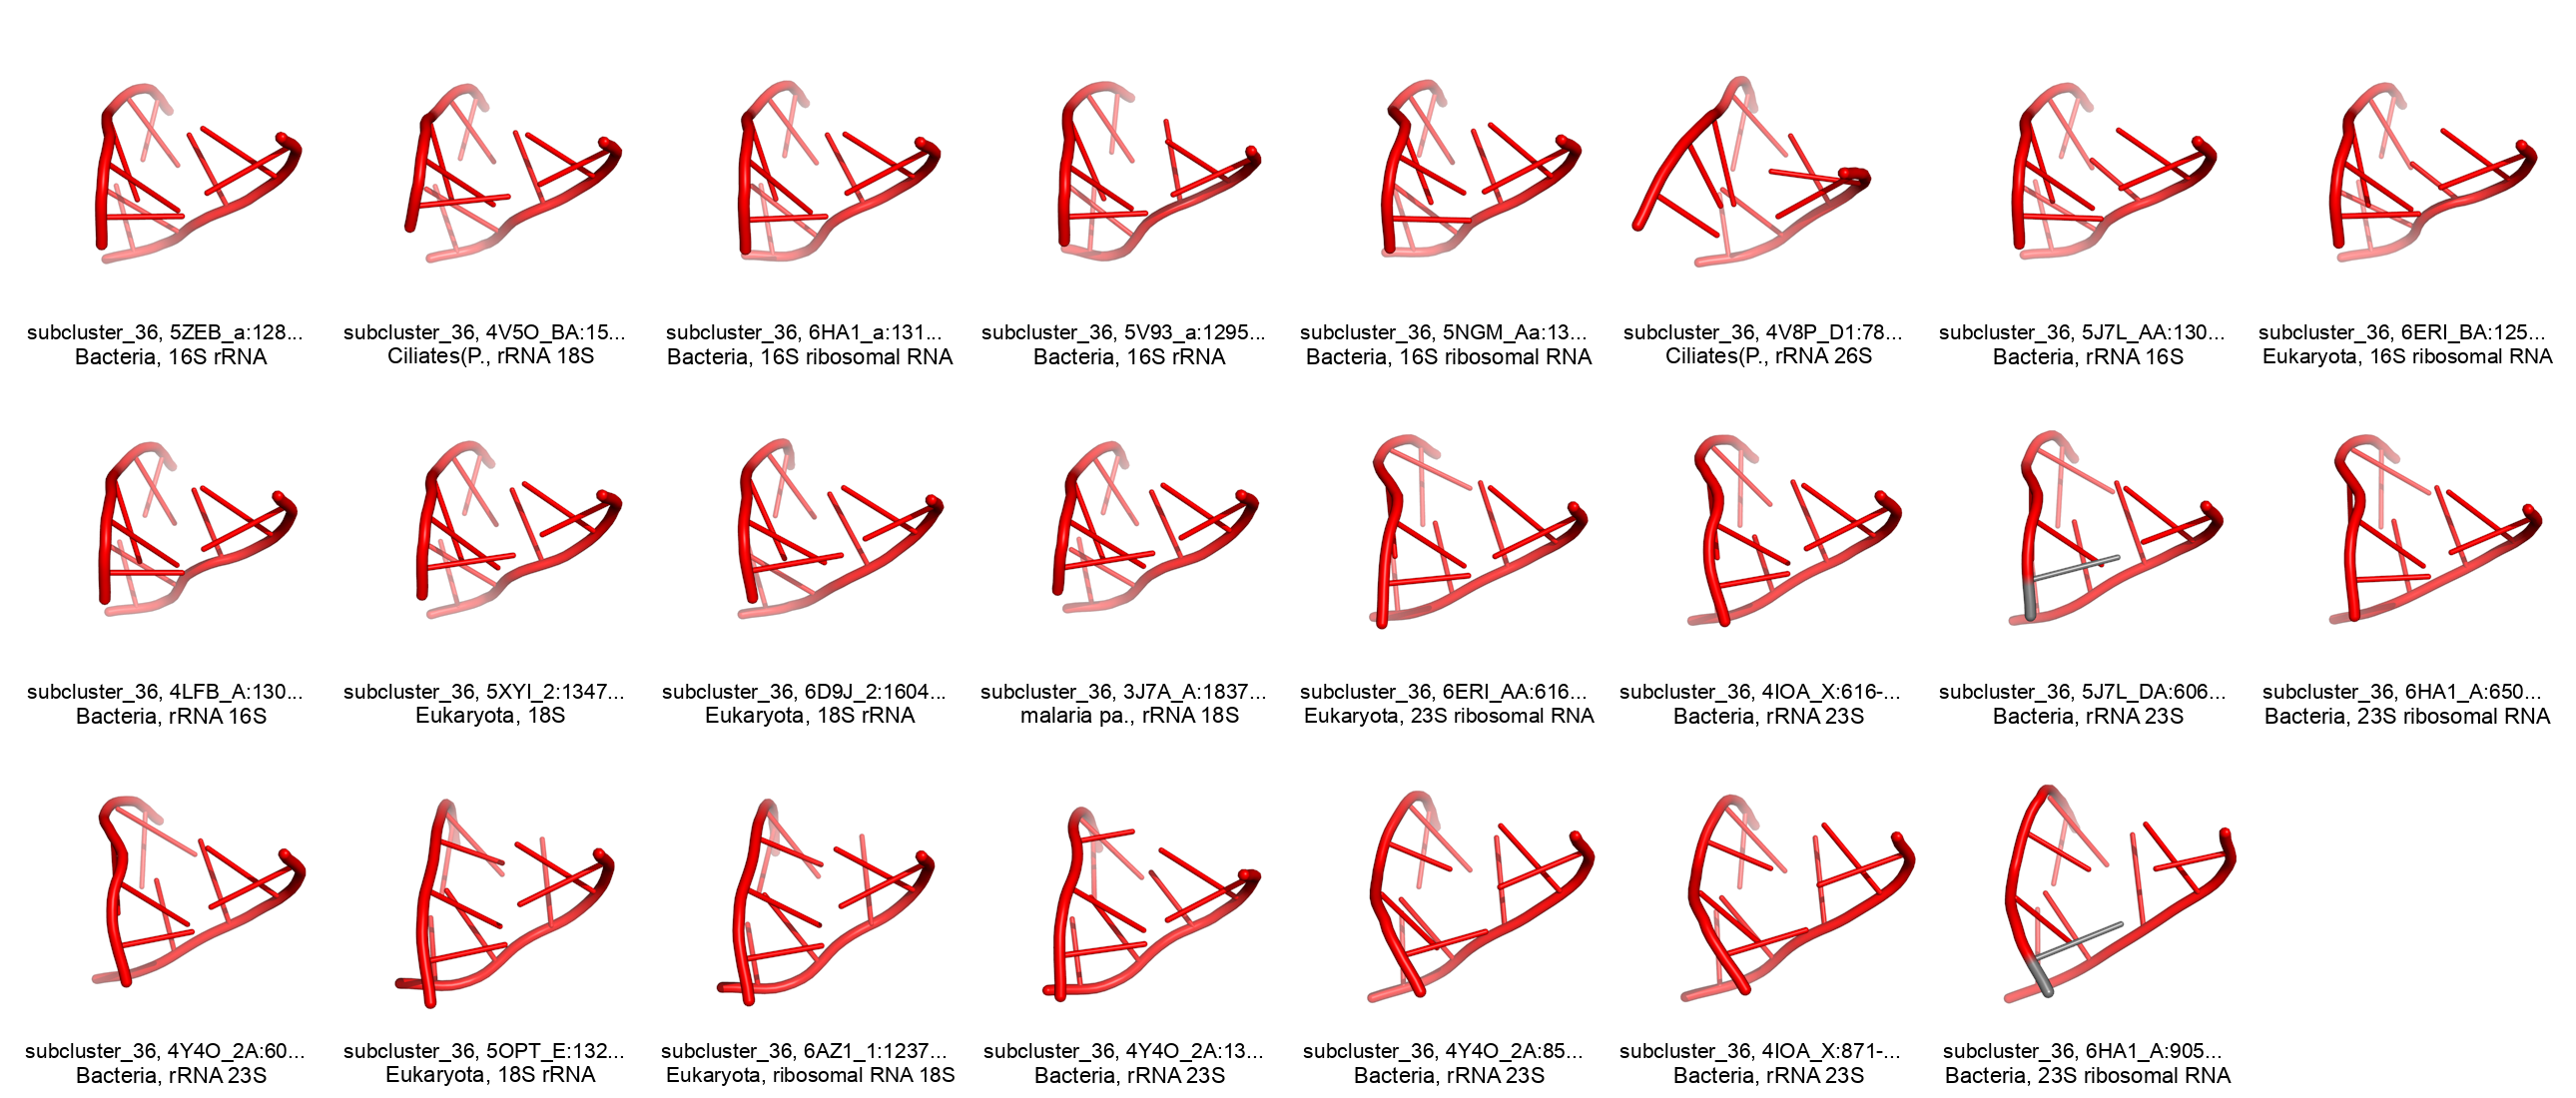 subcluster_36, 5ZEB_a:128...
Bacteria, 16S rRNA
subcluster_36, 4V5O_BA:15...
Ciliates(P., rRNA 18S
subcluster_36, 6HA1_a:131...
Bacteria, 16S ribosomal RNA
subcluster_36, 5V93_a:1295...
Bacteria, 16S rRNA
subcluster_36, 5NGM_Aa:13...
Bacteria, 16S ribosomal RNA
subcluster_36, 4V8P_D1:78...
Ciliates(P., rRNA 26S
subcluster_36, 5J7L_AA:130...
Bacteria, rRNA 16S
subcluster_36, 6ERI_BA:125...
Eukaryota, 16S ribosomal RNA
subcluster_36, 4LFB_A:130...
Bacteria, rRNA 16S
subcluster_36, 5XYI_2:1347...
Eukaryota, 18S
subcluster_36, 6D9J_2:1604...
Eukaryota, 18S rRNA
subcluster_36, 3J7A_A:1837...
malaria pa., rRNA 18S
subcluster_36, 6ERI_AA:616...
Eukaryota, 23S ribosomal RNA
subcluster_36, 4IOA_X:616-...
Bacteria, rRNA 23S
subcluster_36, 5J7L_DA:606...
Bacteria, rRNA 23S
subcluster_36, 6HA1_A:650...
Bacteria, 23S ribosomal RNA
subcluster_36, 4Y4O_2A:60...
Bacteria, rRNA 23S
subcluster_36, 5OPT_E:132...
Eukaryota, 18S rRNA
subcluster_36, 6AZ1_1:1237...
Eukaryota, ribosomal RNA 18S
subcluster_36, 4Y4O_2A:13...
Bacteria, rRNA 23S
subcluster_36, 4Y4O_2A:85...
Bacteria, rRNA 23S
subcluster_36, 4IOA_X:871-...
Bacteria, rRNA 23S
subcluster_36, 6HA1_A:905...
Bacteria, 23S ribosomal RNA